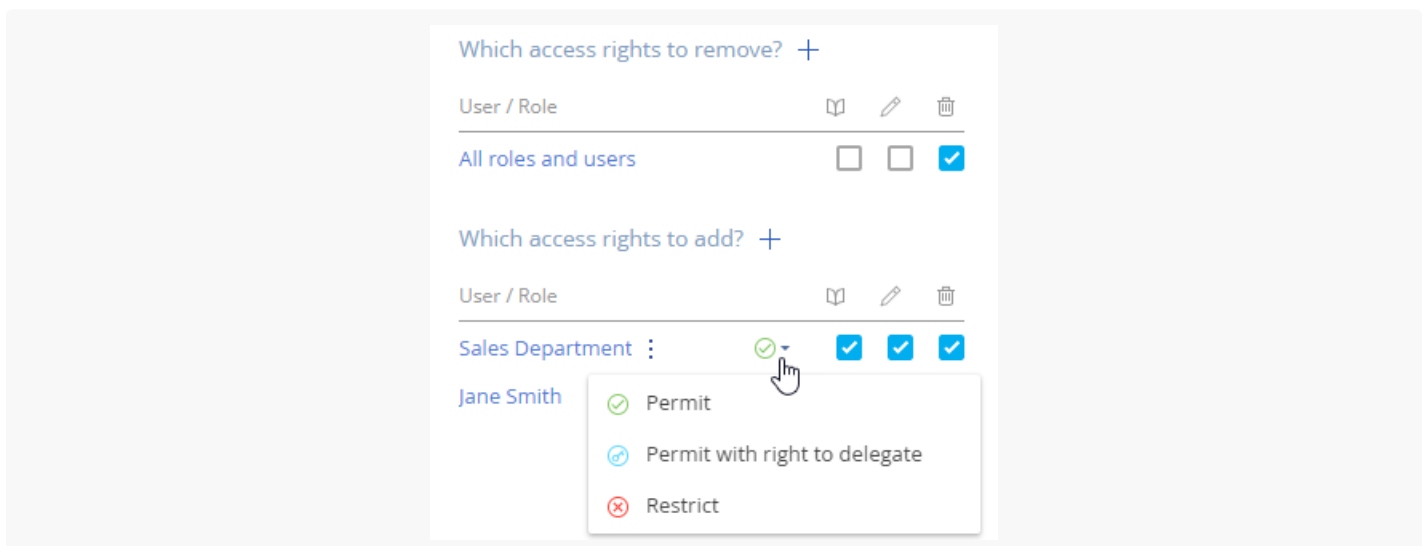 Which access rights to remove?
User / Role
All roles and users
Which access rights to add?
User / Role
Sales Department
Jane Smith
Permit
Permit with right to delegate
Restrict